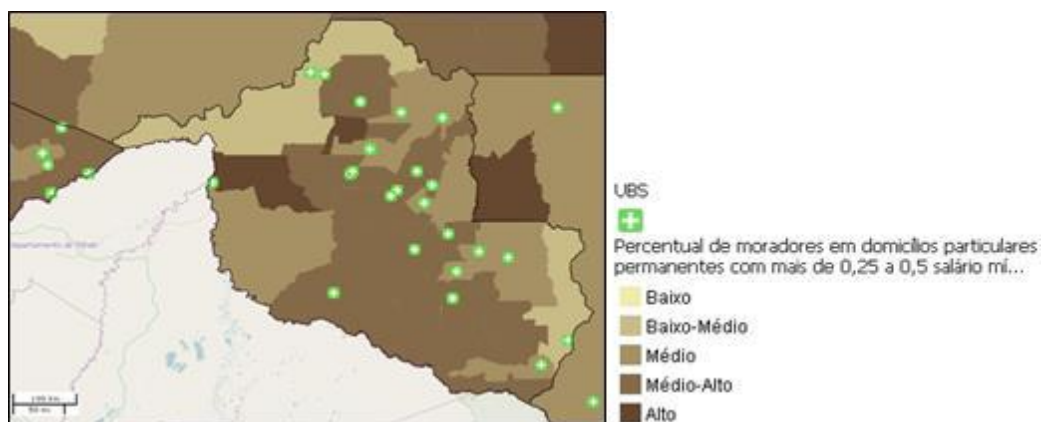 UBS
Percentual de moradores em domicílios particulares
permanentes com mais de 0,25 a 0,5 salário mí...
Baixo
Baixo-Médio
Médio
Médio-Alto
Alto